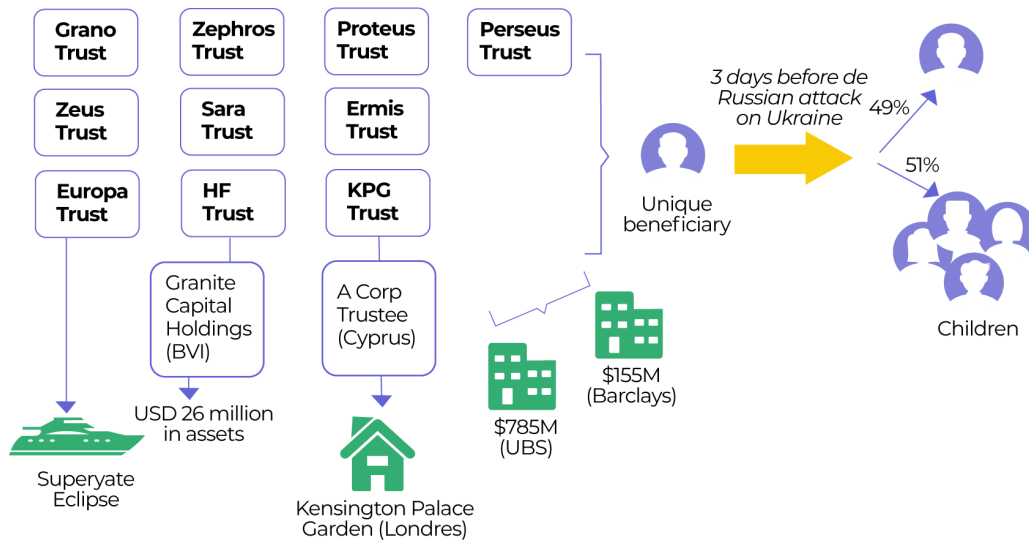 Grano
Trust
Zephros
Trust
Proteus
Trust
Perseus
Trust
Zeus
Trust
Sara
Trust
Ermis
Trust
Europa
Trust
HF
Trust
KPG
Trust
Granite
Capital
Holdings
(BVI)
A Corp
Trustee
(Cyprus)
USD 26 million
in assets
Superyate
Eclipse
Kensington Palace
Garden (Londres)
$785M
(UBS)
$155M
(Barclays)
Unique
beneficiary
3 days before de
Russian attack
on Ukraine
49%
51%
Children